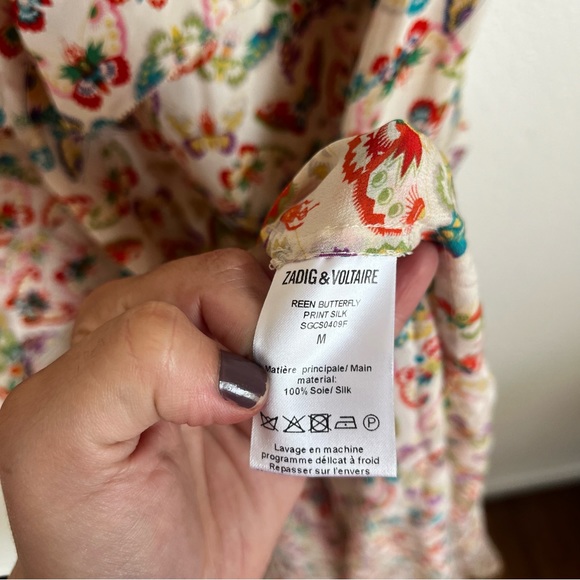 ZADIG & VOLTAIRE
REEN BUTTERFLY
PRINT SILK
SGCS0409F
M
Matière principale/ Main
material:
100% Soie/ Silk
P
Lavage en machine
programme délicat à froid
Repasser sur l'envers